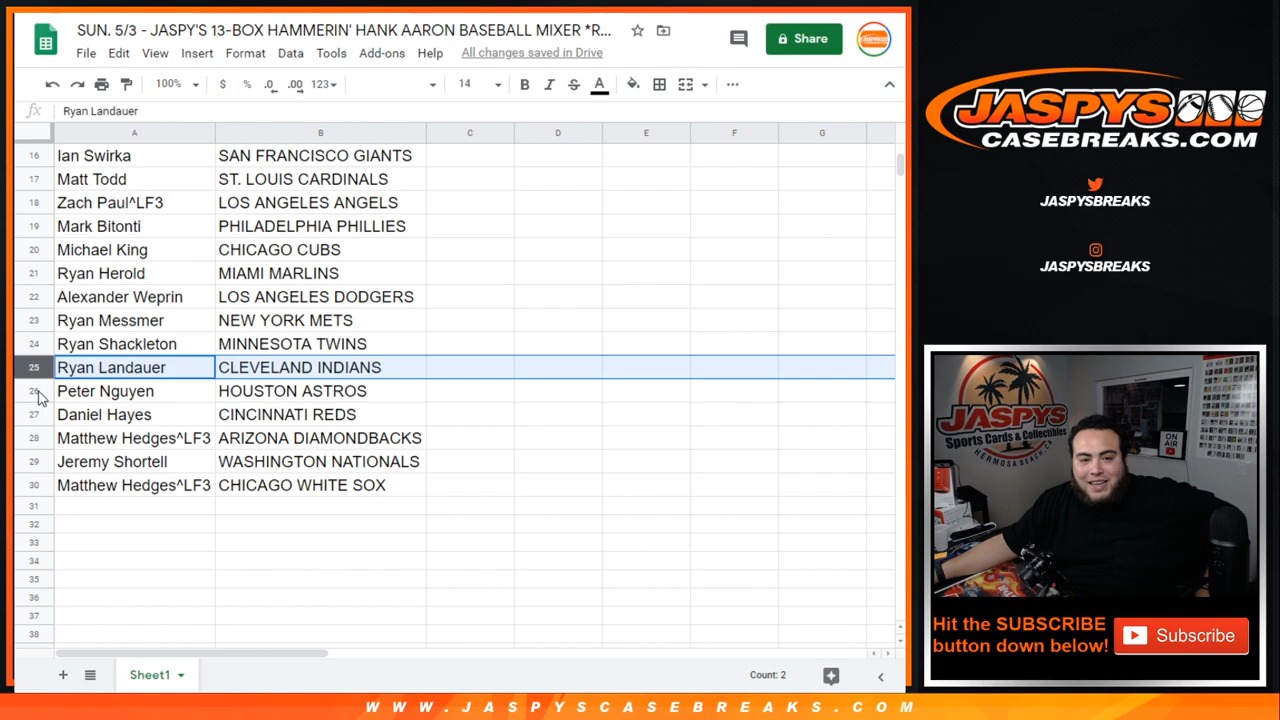 SUN. 5/3 - JASPY'S 13-BOX HAMMERIN' HANK AARON BASEBALL MIXER *R...
File Edit View Insert Format Data Tools Add-ons Help All changes saved in Drive
Share
100% $ % .0 .00 123 14 B I S A
fx Ryan Landauer
A B C D E F G
16 Ian Swirka SAN FRANCISCO GIANTS
17 Matt Todd ST. LOUIS CARDINALS
18 Zach Paul^LF3 LOS ANGELES ANGELS
19 Mark Bitonti PHILADELPHIA PHILLIES
20 Michael King CHICAGO CUBS
21 Ryan Herold MIAMI MARLINS
22 Alexander Weprin LOS ANGELES DODGERS
23 Ryan Messmer NEW YORK METS
24 Ryan Shackleton MINNESOTA TWINS
25 Ryan Landauer CLEVELAND INDIANS
26 Peter Nguyen HOUSTON ASTROS
27 Daniel Hayes CINCINNATI REDS
28 Matthew Hedges^LF3 ARIZONA DIAMONDBACKS
29 Jeremy Shortell WASHINGTON NATIONALS
30 Matthew Hedges^LF3 CHICAGO WHITE SOX
31
32
33
34
35
36
37
38
Sheet1
Count: 2
JASPYS
CASEBREAKS.COM
JASPYSBREAKS
JASPYSBREAKS
JASPYS
Sports Cards & Collectibles
HERMOSA BEACH, CA
ON AIR
Hit the SUBSCRIBE
button down below!
Subscribe
WWW.JASPYSCASEBREAKS.COM